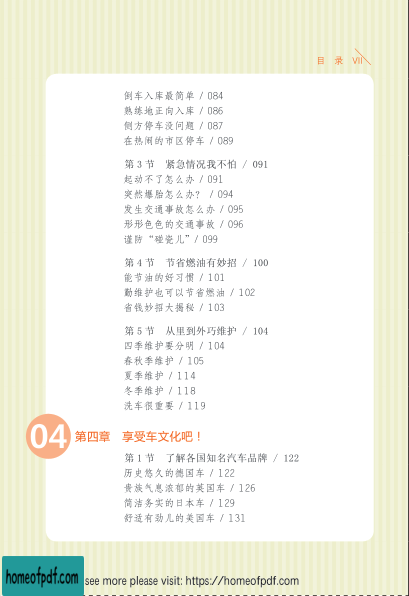 目 录 VII
倒车入库最简单 / 084
熟练地正向入库 / 086
侧方停车没问题 / 087
在热闹的市区停车 / 089
第 3 节 紧急情况我不怕 / 091
起动不了怎么办 / 091
突然爆胎怎么办？ / 094
发生交通事故怎么办 / 095
形形色色的交通事故 / 096
谨防“碰瓷儿” / 099
第 4 节 节省燃油有妙招 / 100
能节油的好习惯 / 101
勤维护也可以节省燃油 / 102
省钱妙招大揭秘 / 103
第 5 节 从里到外巧维护 / 104
四季维护要分明 / 104
春秋季维护 / 105
夏季维护 / 114
冬季维护 / 118
洗车很重要 / 119
04 第四章 享受车文化吧！
第 1 节 了解各国知名汽车品牌 / 122
历史悠久的德国车 / 122
贵族气息浓郁的英国车 / 126
简洁务实的日本车 / 129
舒适有劲儿的美国车 / 131
homeofpdf.com see more please visit: https://homeofpdf.com